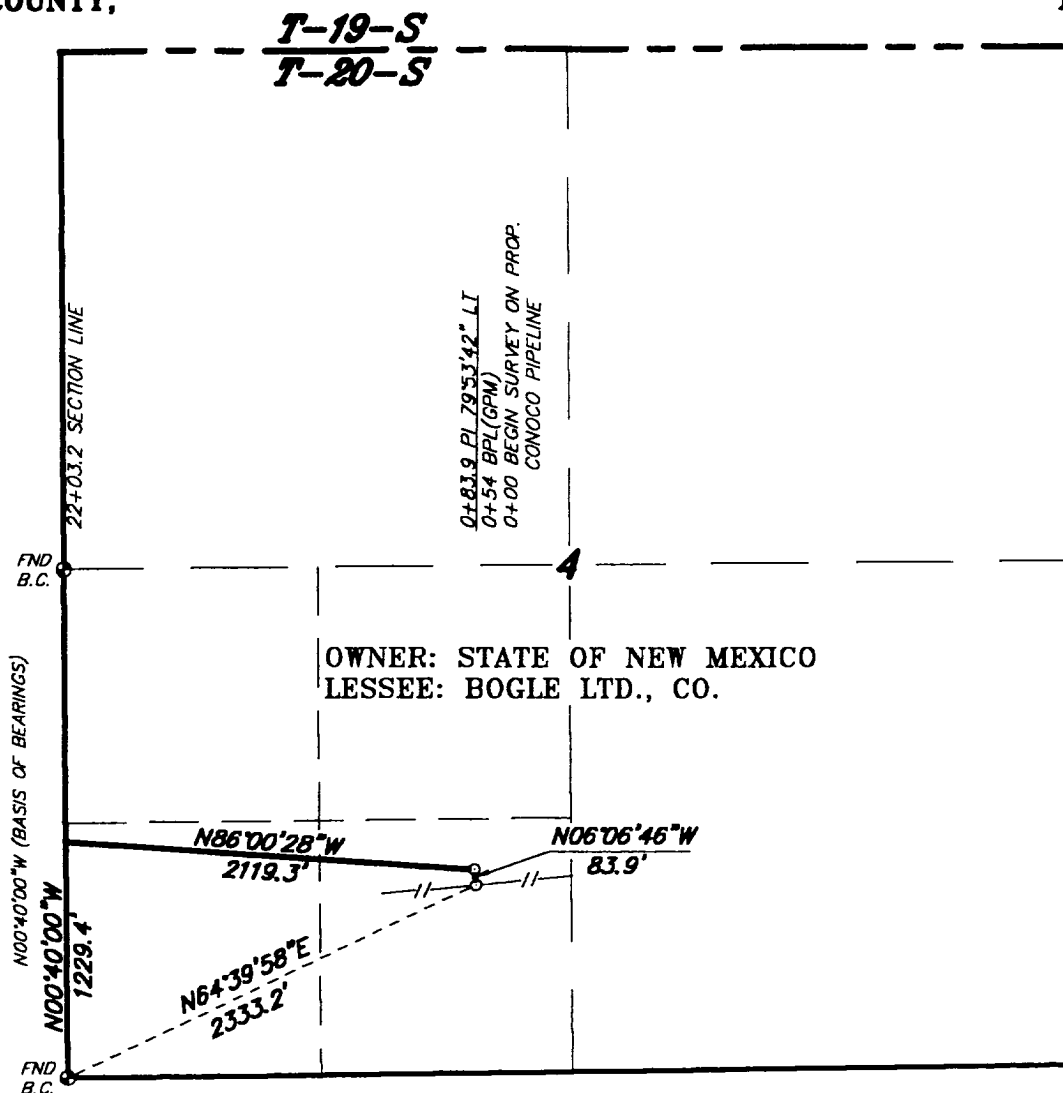 COUNTY,
T-19-S
T-20-S
22+03.2 SECTION LINE
0+83.9 PI 79°53'42" LT
0+54 BPL(GPM)
0+00 BEGIN SURVEY ON PROP.
CONOCO PIPELINE
FND
B.C.
4
OWNER: STATE OF NEW MEXICO
LESSEE: BOGLE LTD., CO.
N00°40'00"W (BASIS OF BEARINGS)
N86°00'28"W
2119.3'
N06°06'46"W
83.9'
N00°40'00"W
1229.4'
N64°39'58"E
2333.2'
FND
B.C.